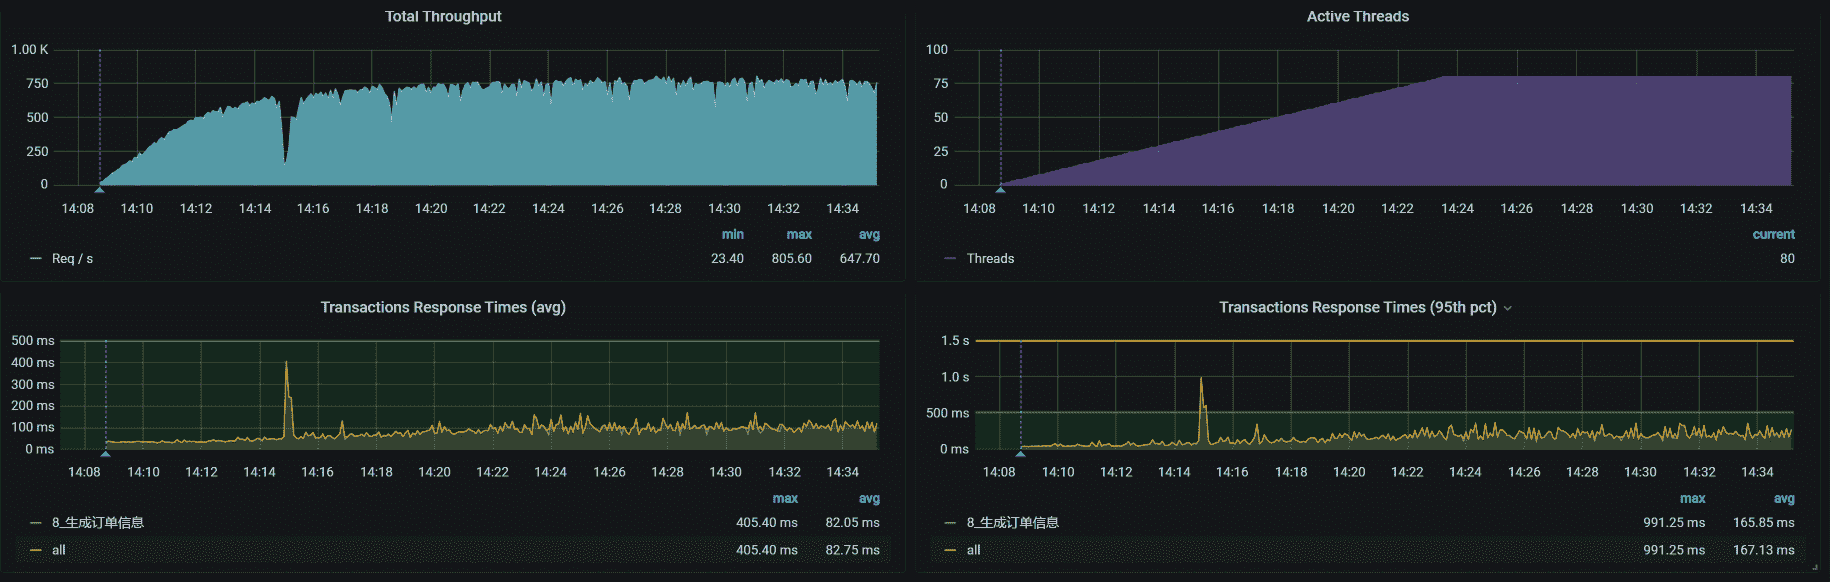 Total Throughput
1.00 K
750
500
250
0
14:08 14:10 14:12 14:14 14:16 14:18 14:20 14:22 14:24 14:26 14:28 14:30 14:32 14:34
min max avg
Req / s 23.40 805.60 647.70
Active Threads
100
75
50
25
0
14:08 14:10 14:12 14:14 14:16 14:18 14:20 14:22 14:24 14:26 14:28 14:30 14:32 14:34
current
Threads 80
Transactions Response Times (avg)
500 ms
400 ms
300 ms
200 ms
100 ms
0 ms
14:08 14:10 14:12 14:14 14:16 14:18 14:20 14:22 14:24 14:26 14:28 14:30 14:32 14:34
max avg
8_生成订单信息 405.40 ms 82.05 ms
all 405.40 ms 82.75 ms
Transactions Response Times (95th pct)
1.5 s
1.0 s
500 ms
0 ms
14:08 14:10 14:12 14:14 14:16 14:18 14:20 14:22 14:24 14:26 14:28 14:30 14:32 14:34
max avg
8_生成订单信息 991.25 ms 165.85 ms
all 991.25 ms 167.13 ms